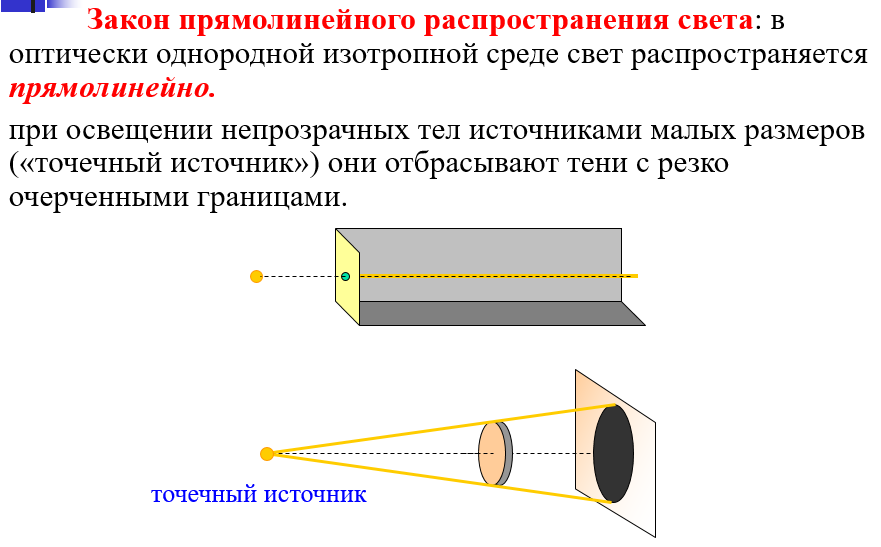 Закон прямолинейного распространения света: в
оптически однородной изотропной среде свет распространяется
прямолинейно.
при освещении непрозрачных тел источниками малых размеров
(«точечный источник») они отбрасывают тени с резко
очерченными границами.
точечный источник